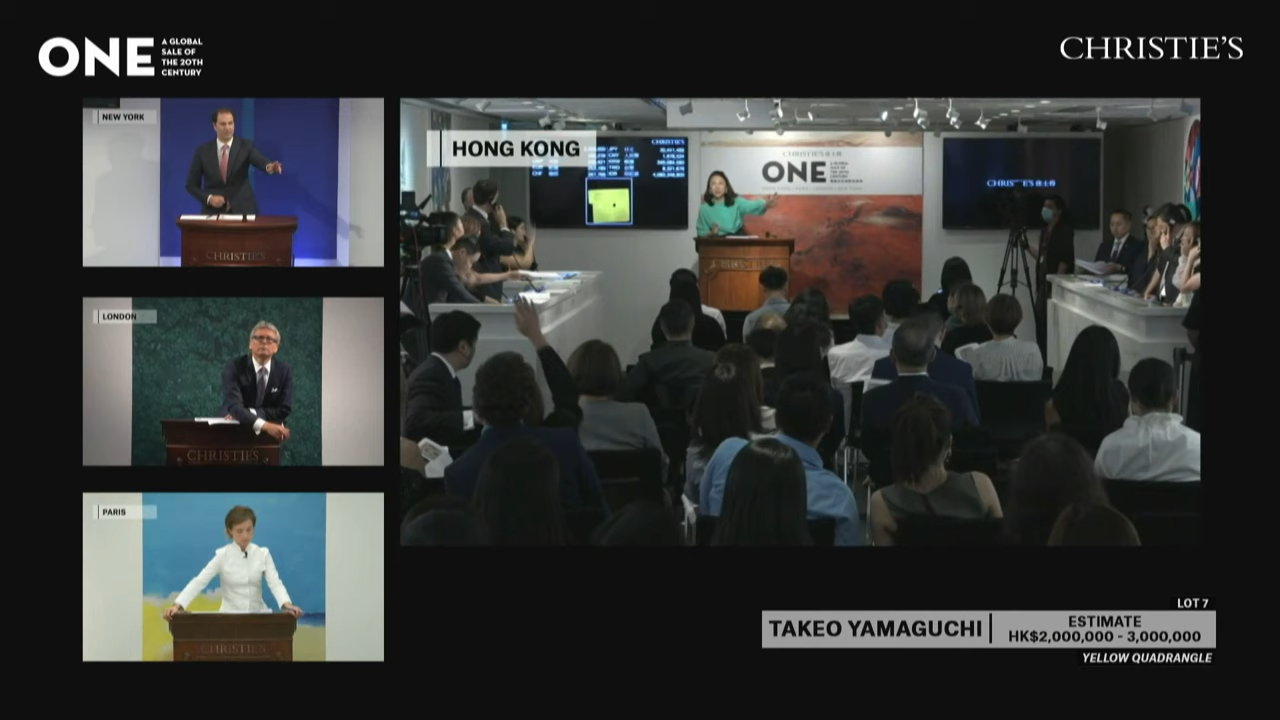 ONE
A GLOBAL
SALE OF
THE 20TH
CENTURY
CHRISTIE'S
NEW YORK
CHRISTIE'S
LONDON
CHRISTIE'S
PARIS
CHRISTIE'S
HONG KONG
CHRISTIE'S
ONE
LOT 7
TAKEO YAMAGUCHI
ESTIMATE
HK$2,000,000 - 3,000,000
YELLOW QUADRANGLE